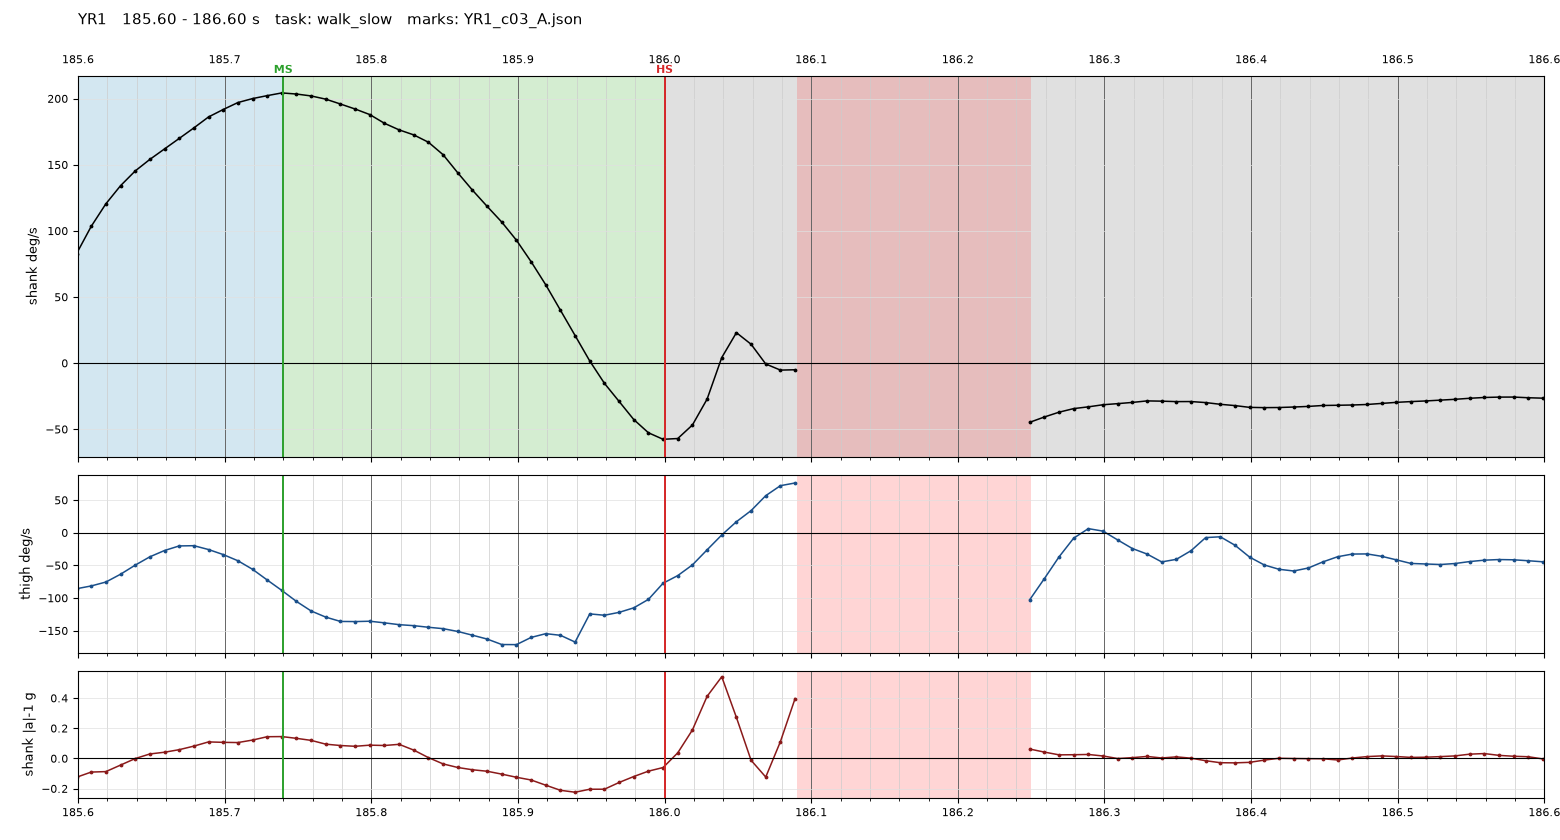 YR1   185.60 - 186.60 s   task: walk_slow   marks: YR1_c03_A.json
185.6 185.7 185.8 185.9 186.0 186.1 186.2 186.3 186.4 186.5 186.6
MS HS
shank deg/s
200
150
100
50
0
−50
thigh deg/s
50
0
−50
−100
−150
shank |a|-1 g
0.4
0.2
0.0
−0.2
185.6 185.7 185.8 185.9 186.0 186.1 186.2 186.3 186.4 186.5 186.6